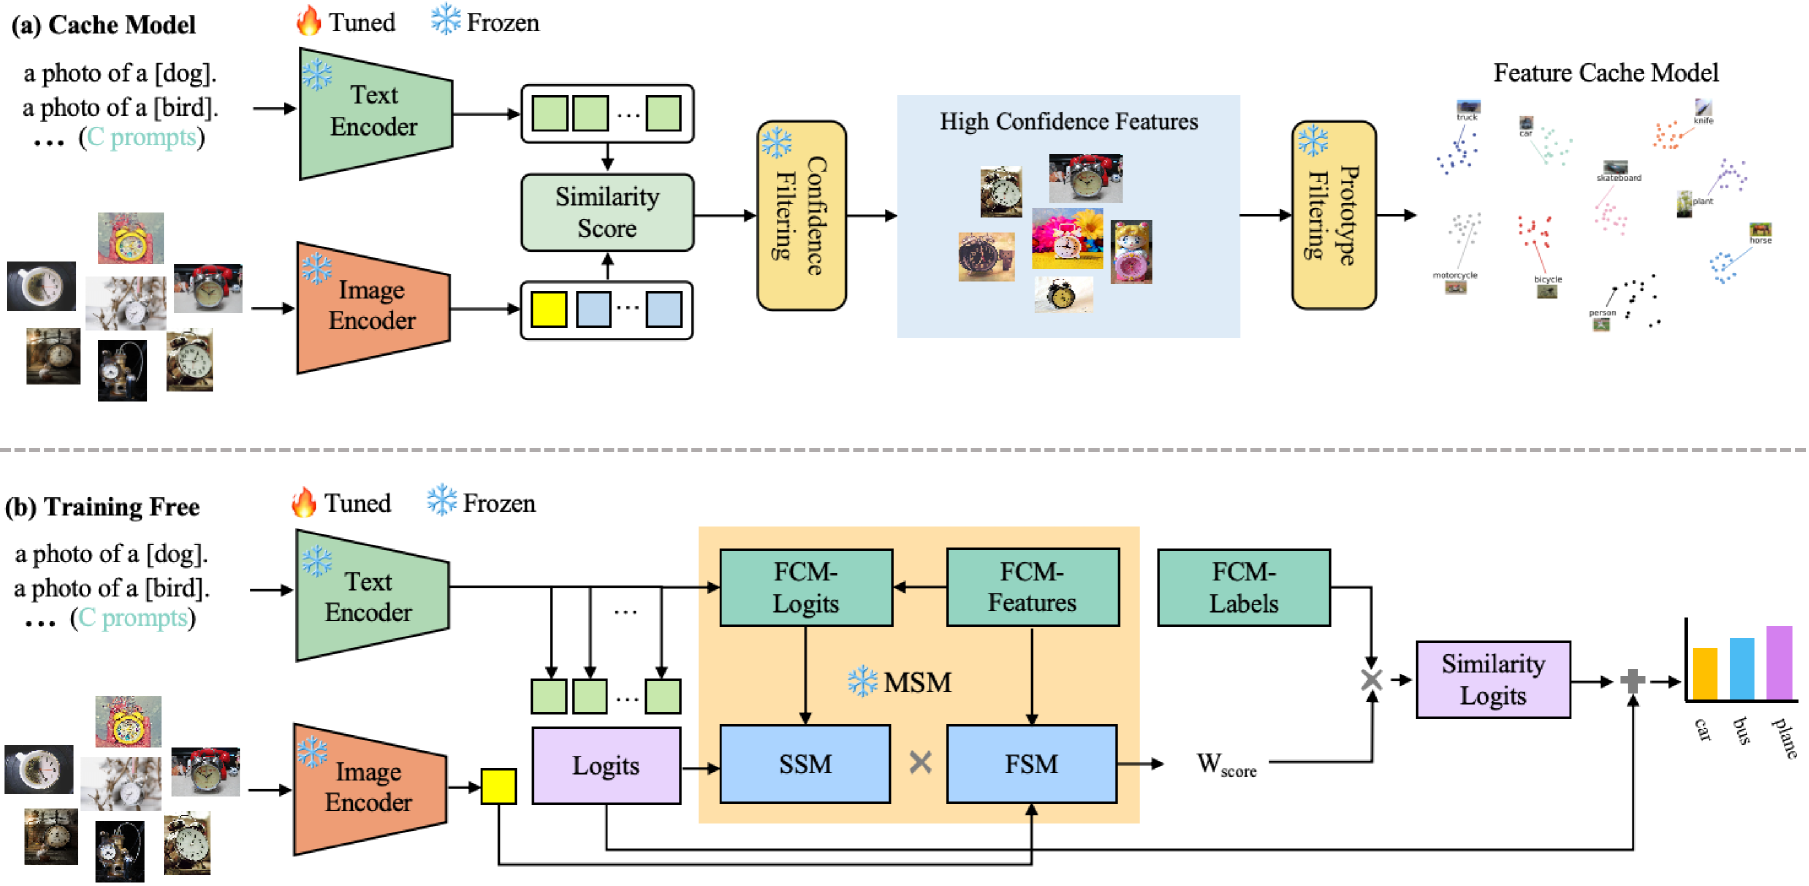 (a) Cache Model
Tuned
Frozen
a photo of a [dog].
a photo of a [bird].
... (C prompts)
Text
Encoder
Image
Encoder
...
Similarity
Score
...
Confidence
Filtering
High Confidence Features
Prototype
Filtering
Feature Cache Model
truck
car
knife
skateboard
plant
motorcycle
bicycle
horse
person
(b) Training Free
Tuned
Frozen
a photo of a [dog].
a photo of a [bird].
... (C prompts)
Text
Encoder
Image
Encoder
...
...
Logits
FCM-
Logits
FCM-
Features
MSM
SSM
FSM
FCM-
Labels
Wscore
Similarity
Logits
car
bus
plane